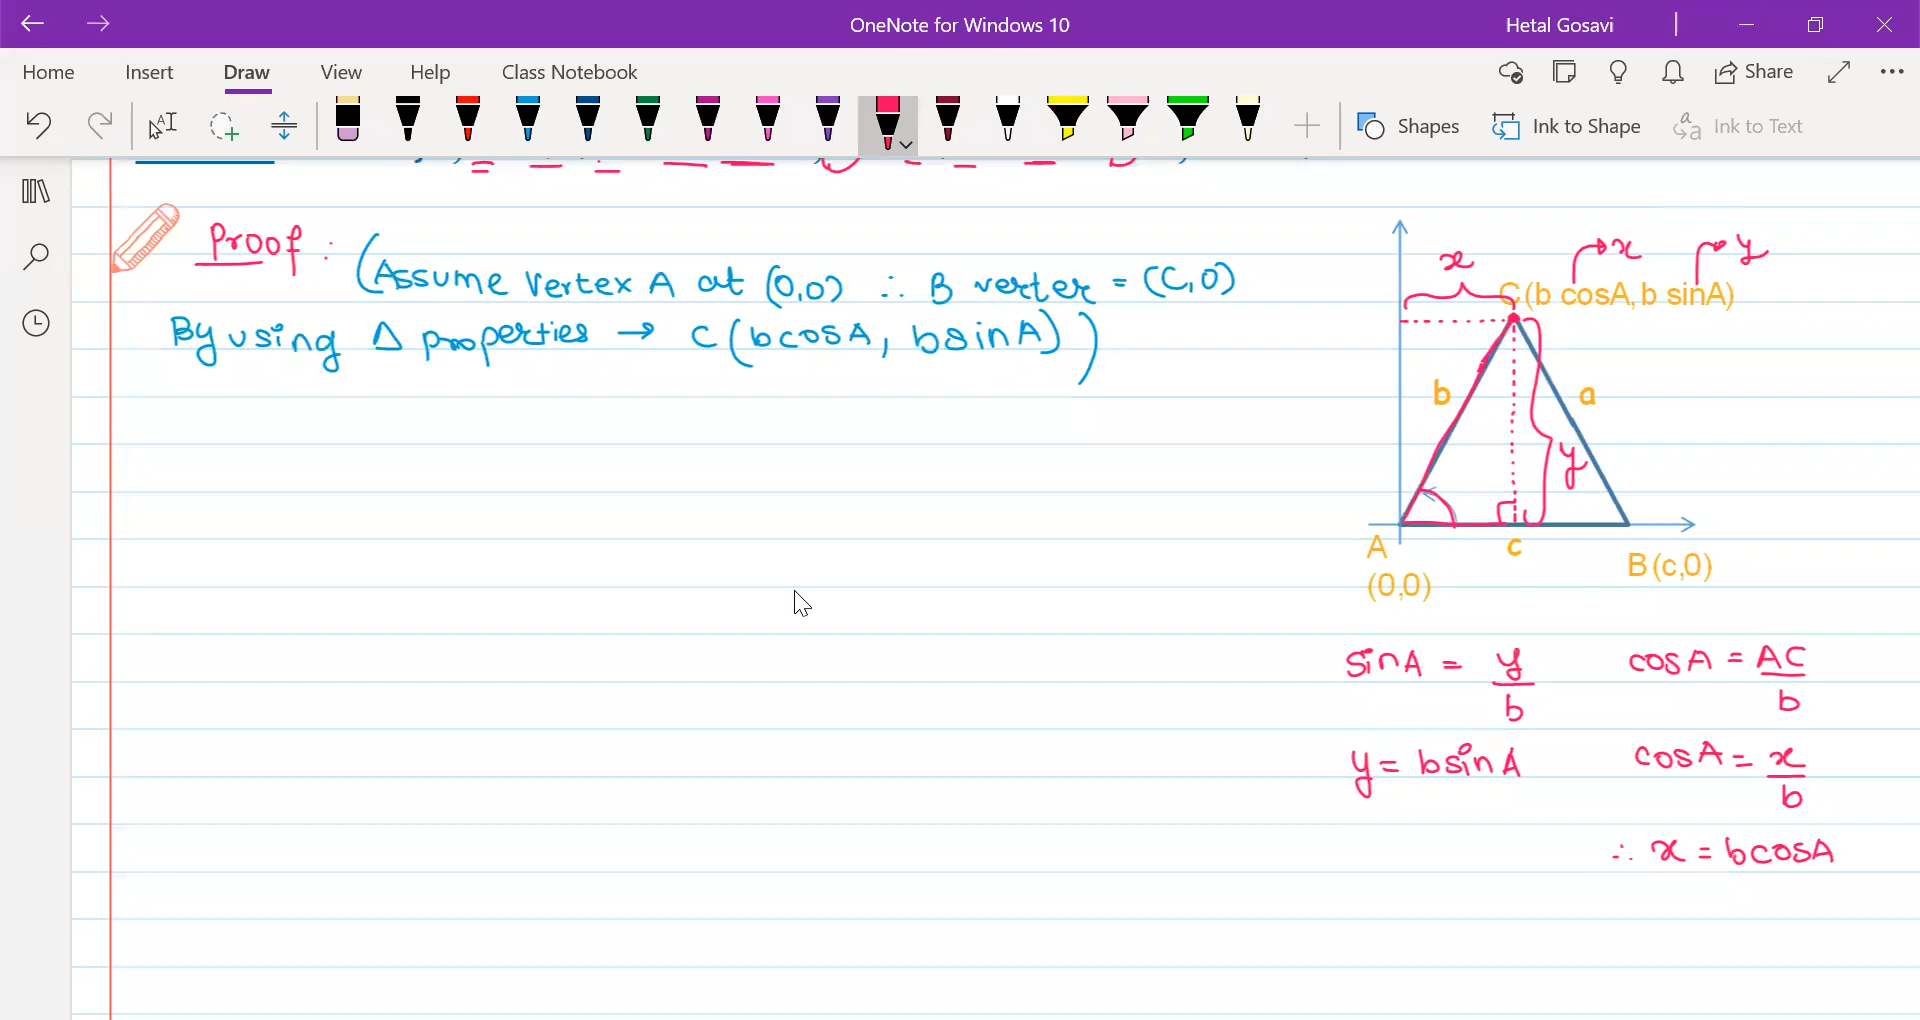 OneNote for Windows 10
Hetal Gosavi
Home Insert Draw View Help Class Notebook
Share
Shapes Ink to Shape Ink to Text
Proof :
(Assume Vertex A at (0,0) ∴ B verter = (C,0)
By using Δ properties → C (bcosA, bsinA))
x
x
y
C (b cosA, b sinA)
b
a
y
A
c
B (c,0)
(0,0)
sinA = y/b
cosA = AC/b
y = bsinA
cosA = x/b
∴ x = bcosA